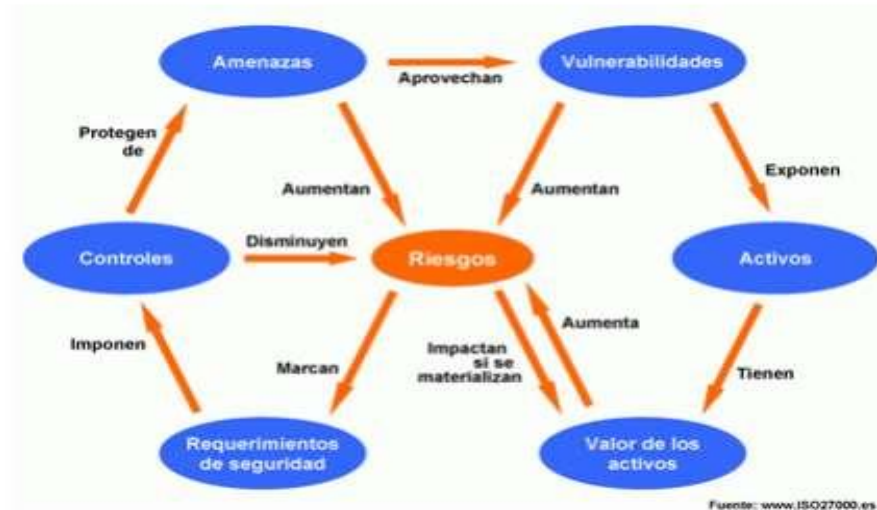 Amenazas
Aprovechan
Vulnerabilidades
Protegen
de
Aumentan
Aumentan
Exponen
Controles
Disminuyen
Riesgos
Activos
Imponen
Marcan
Impactan
si se
materializan
Aumenta
Tienen
Requerimientos
de seguridad
Valor de los
activos
Fuente: www.ISO27000.es